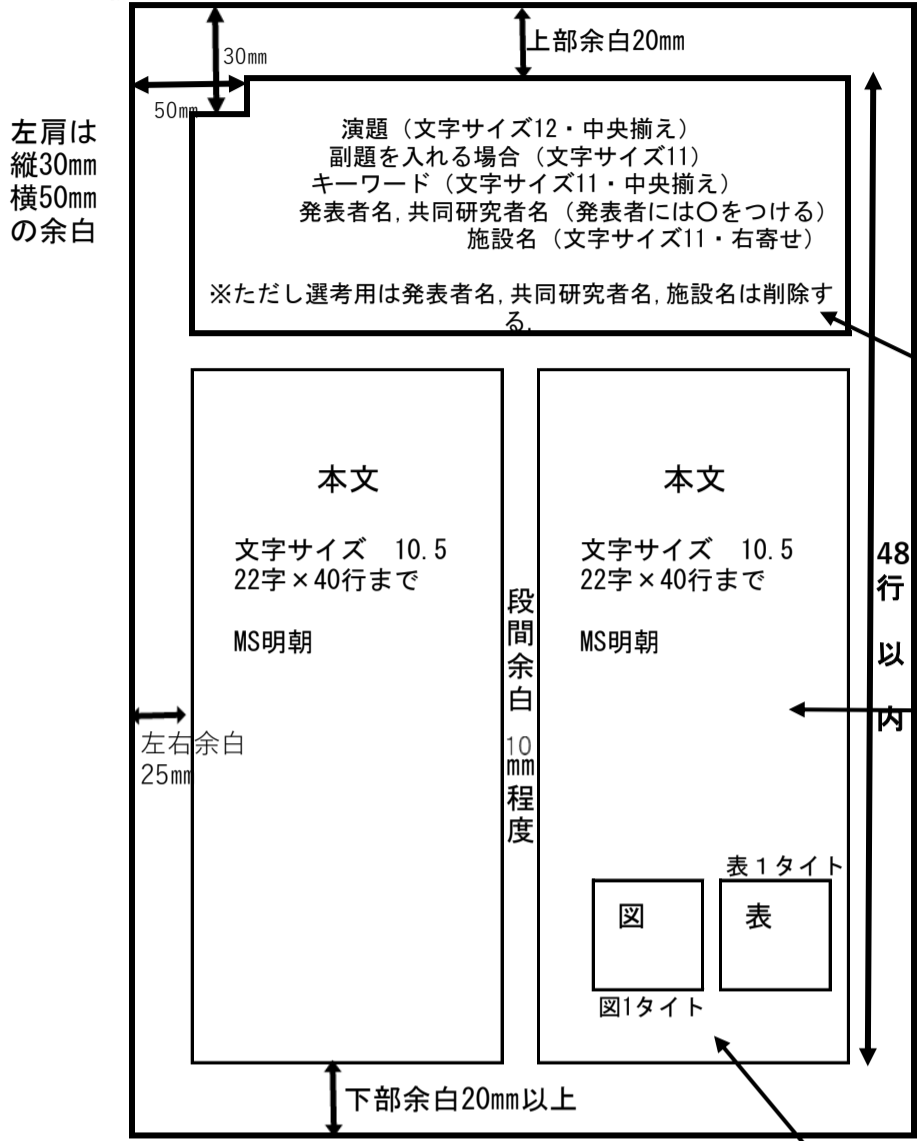 上部余白20mm
30mm
50mm
左肩は
縦30mm
横50mm
の余白
演題（文字サイズ12・中央揃え）
副題を入れる場合（文字サイズ11）
キーワード（文字サイズ11・中央揃え）
発表者名,共同研究者名（発表者には〇をつける）
施設名（文字サイズ11・右寄せ）
※ただし選考用は発表者名,共同研究者名,施設名は削除す
る.
本文
文字サイズ　10.5
22字×40行まで
MS明朝
左右余白
25mm
段間余白　10mm程度
本文
文字サイズ　10.5
22字×40行まで
MS明朝
表１タイト
図
表
図1タイト
48行　以　内
下部余白20mm以上